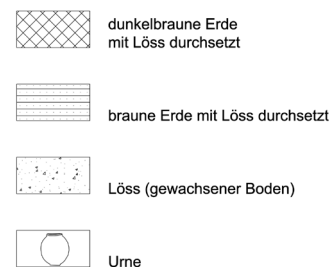 dunkelbraune Erde
mit Löss durchsetzt
braune Erde mit Löss durchsetzt
Löss (gewachsener Boden)
Urne